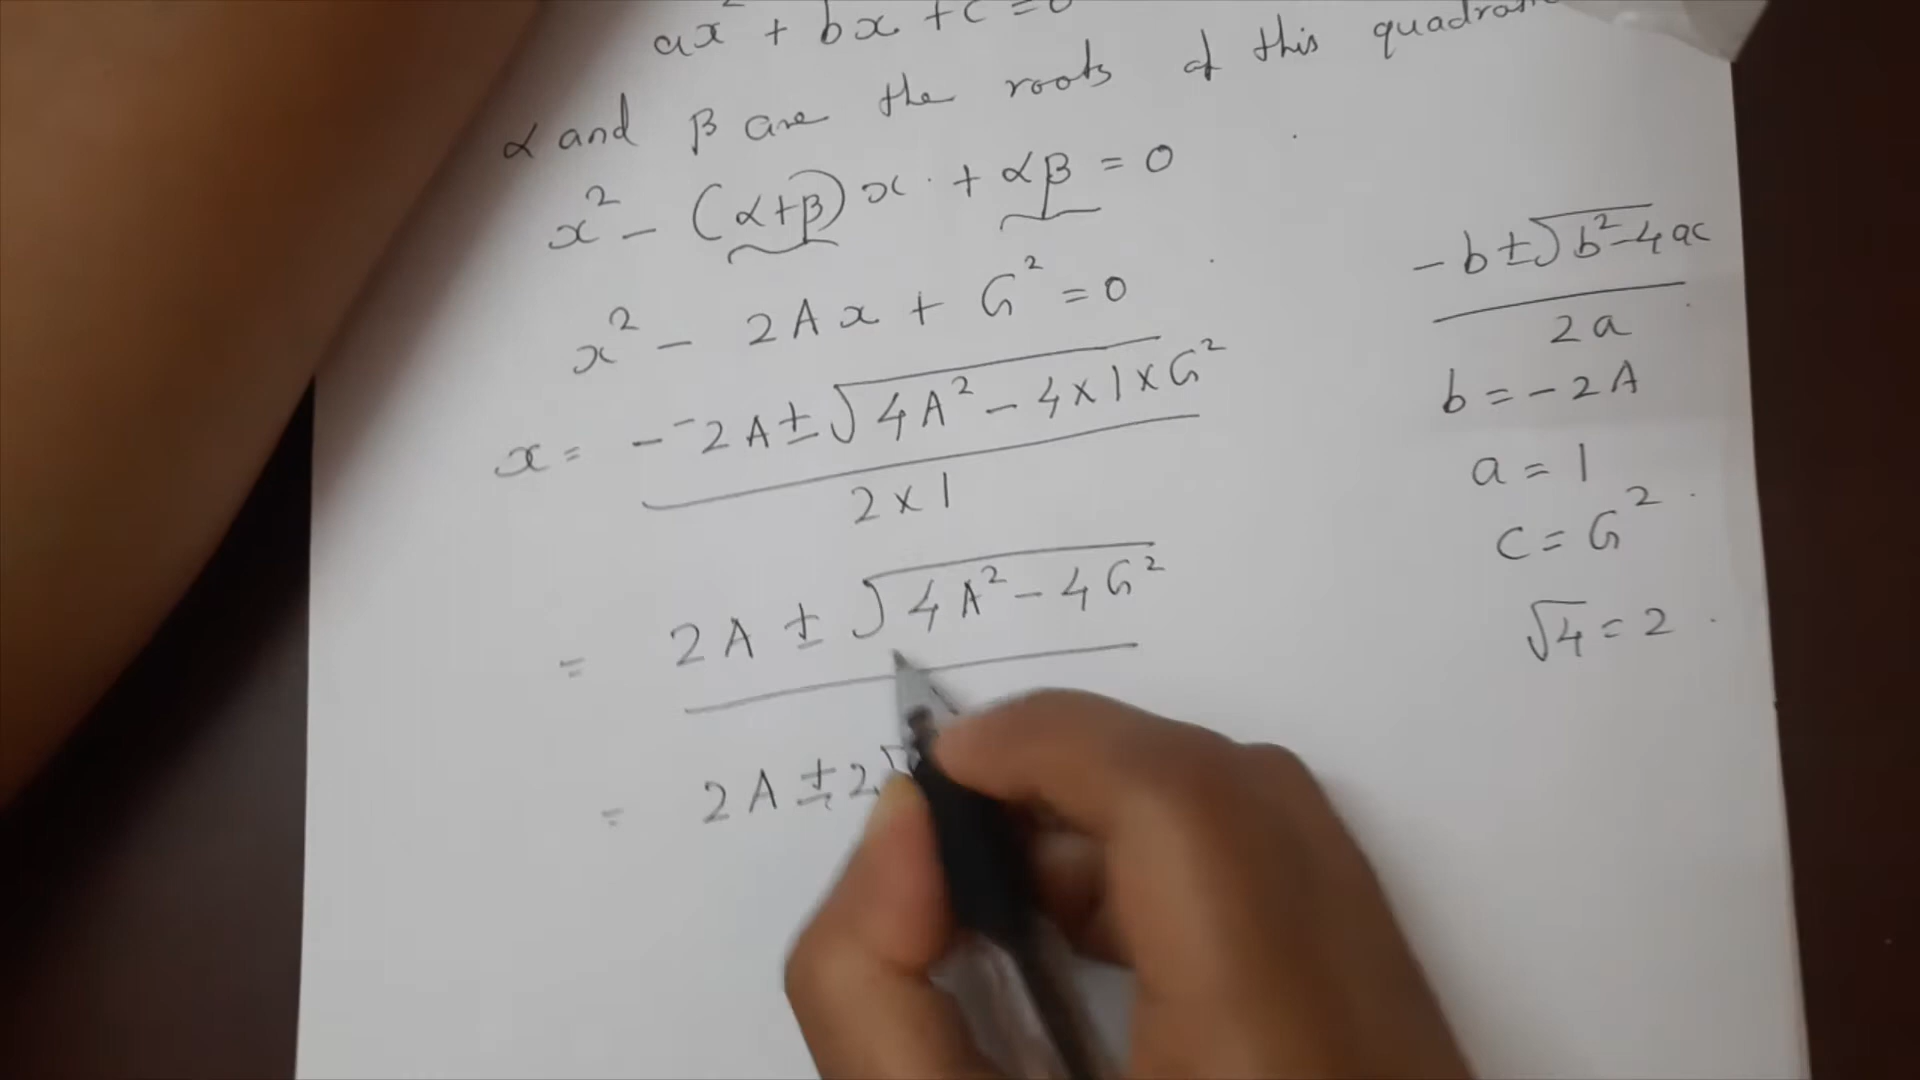 ax² + bx + c = 0
α and β are the roots of this
x² - (α+β)x + αβ = 0
x² - 2Ax + G² = 0
x = - -2A ± √4A² - 4×1×G²
2×1
= 2A ± √4A² - 4G²
= 2A ± 2√
-b ± √b²-4ac
2a
b = -2A
a = 1
c = G²
√4 = 2